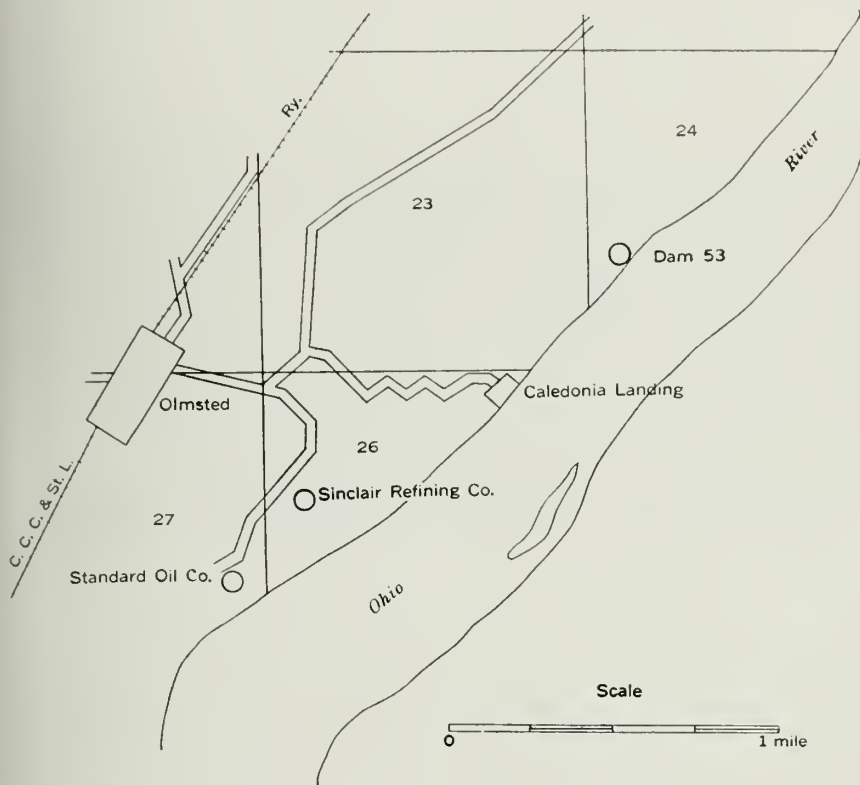 Ry.
24
River
23
Dam 53
Caledonia Landing
Olmsted
26
Sinclair Refining Co.
27
C. C. C. & St. L.
Standard Oil Co.
Ohio
Scale
0
1 mile